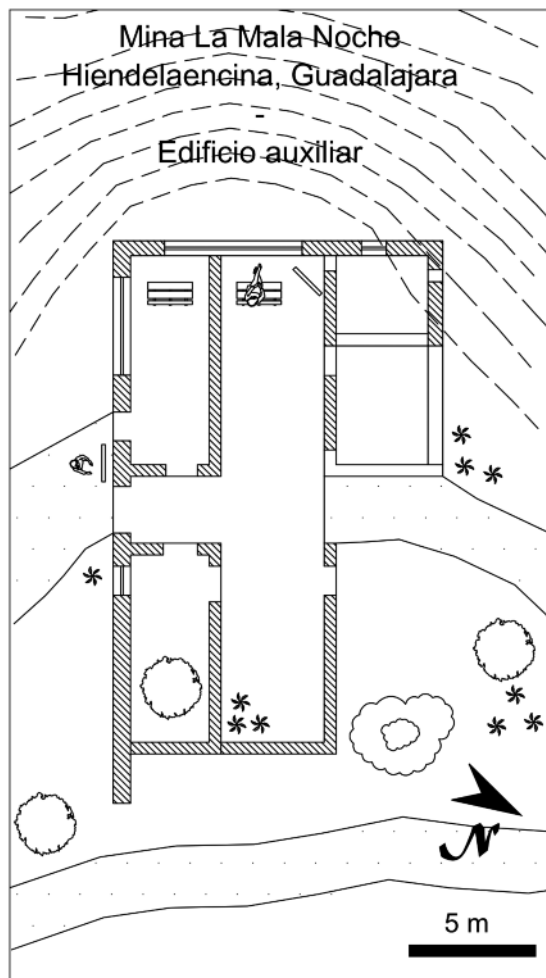 Mina La Mala Noche
Hiendelaencina, Guadalajara
-
Edificio auxiliar
N
5 m